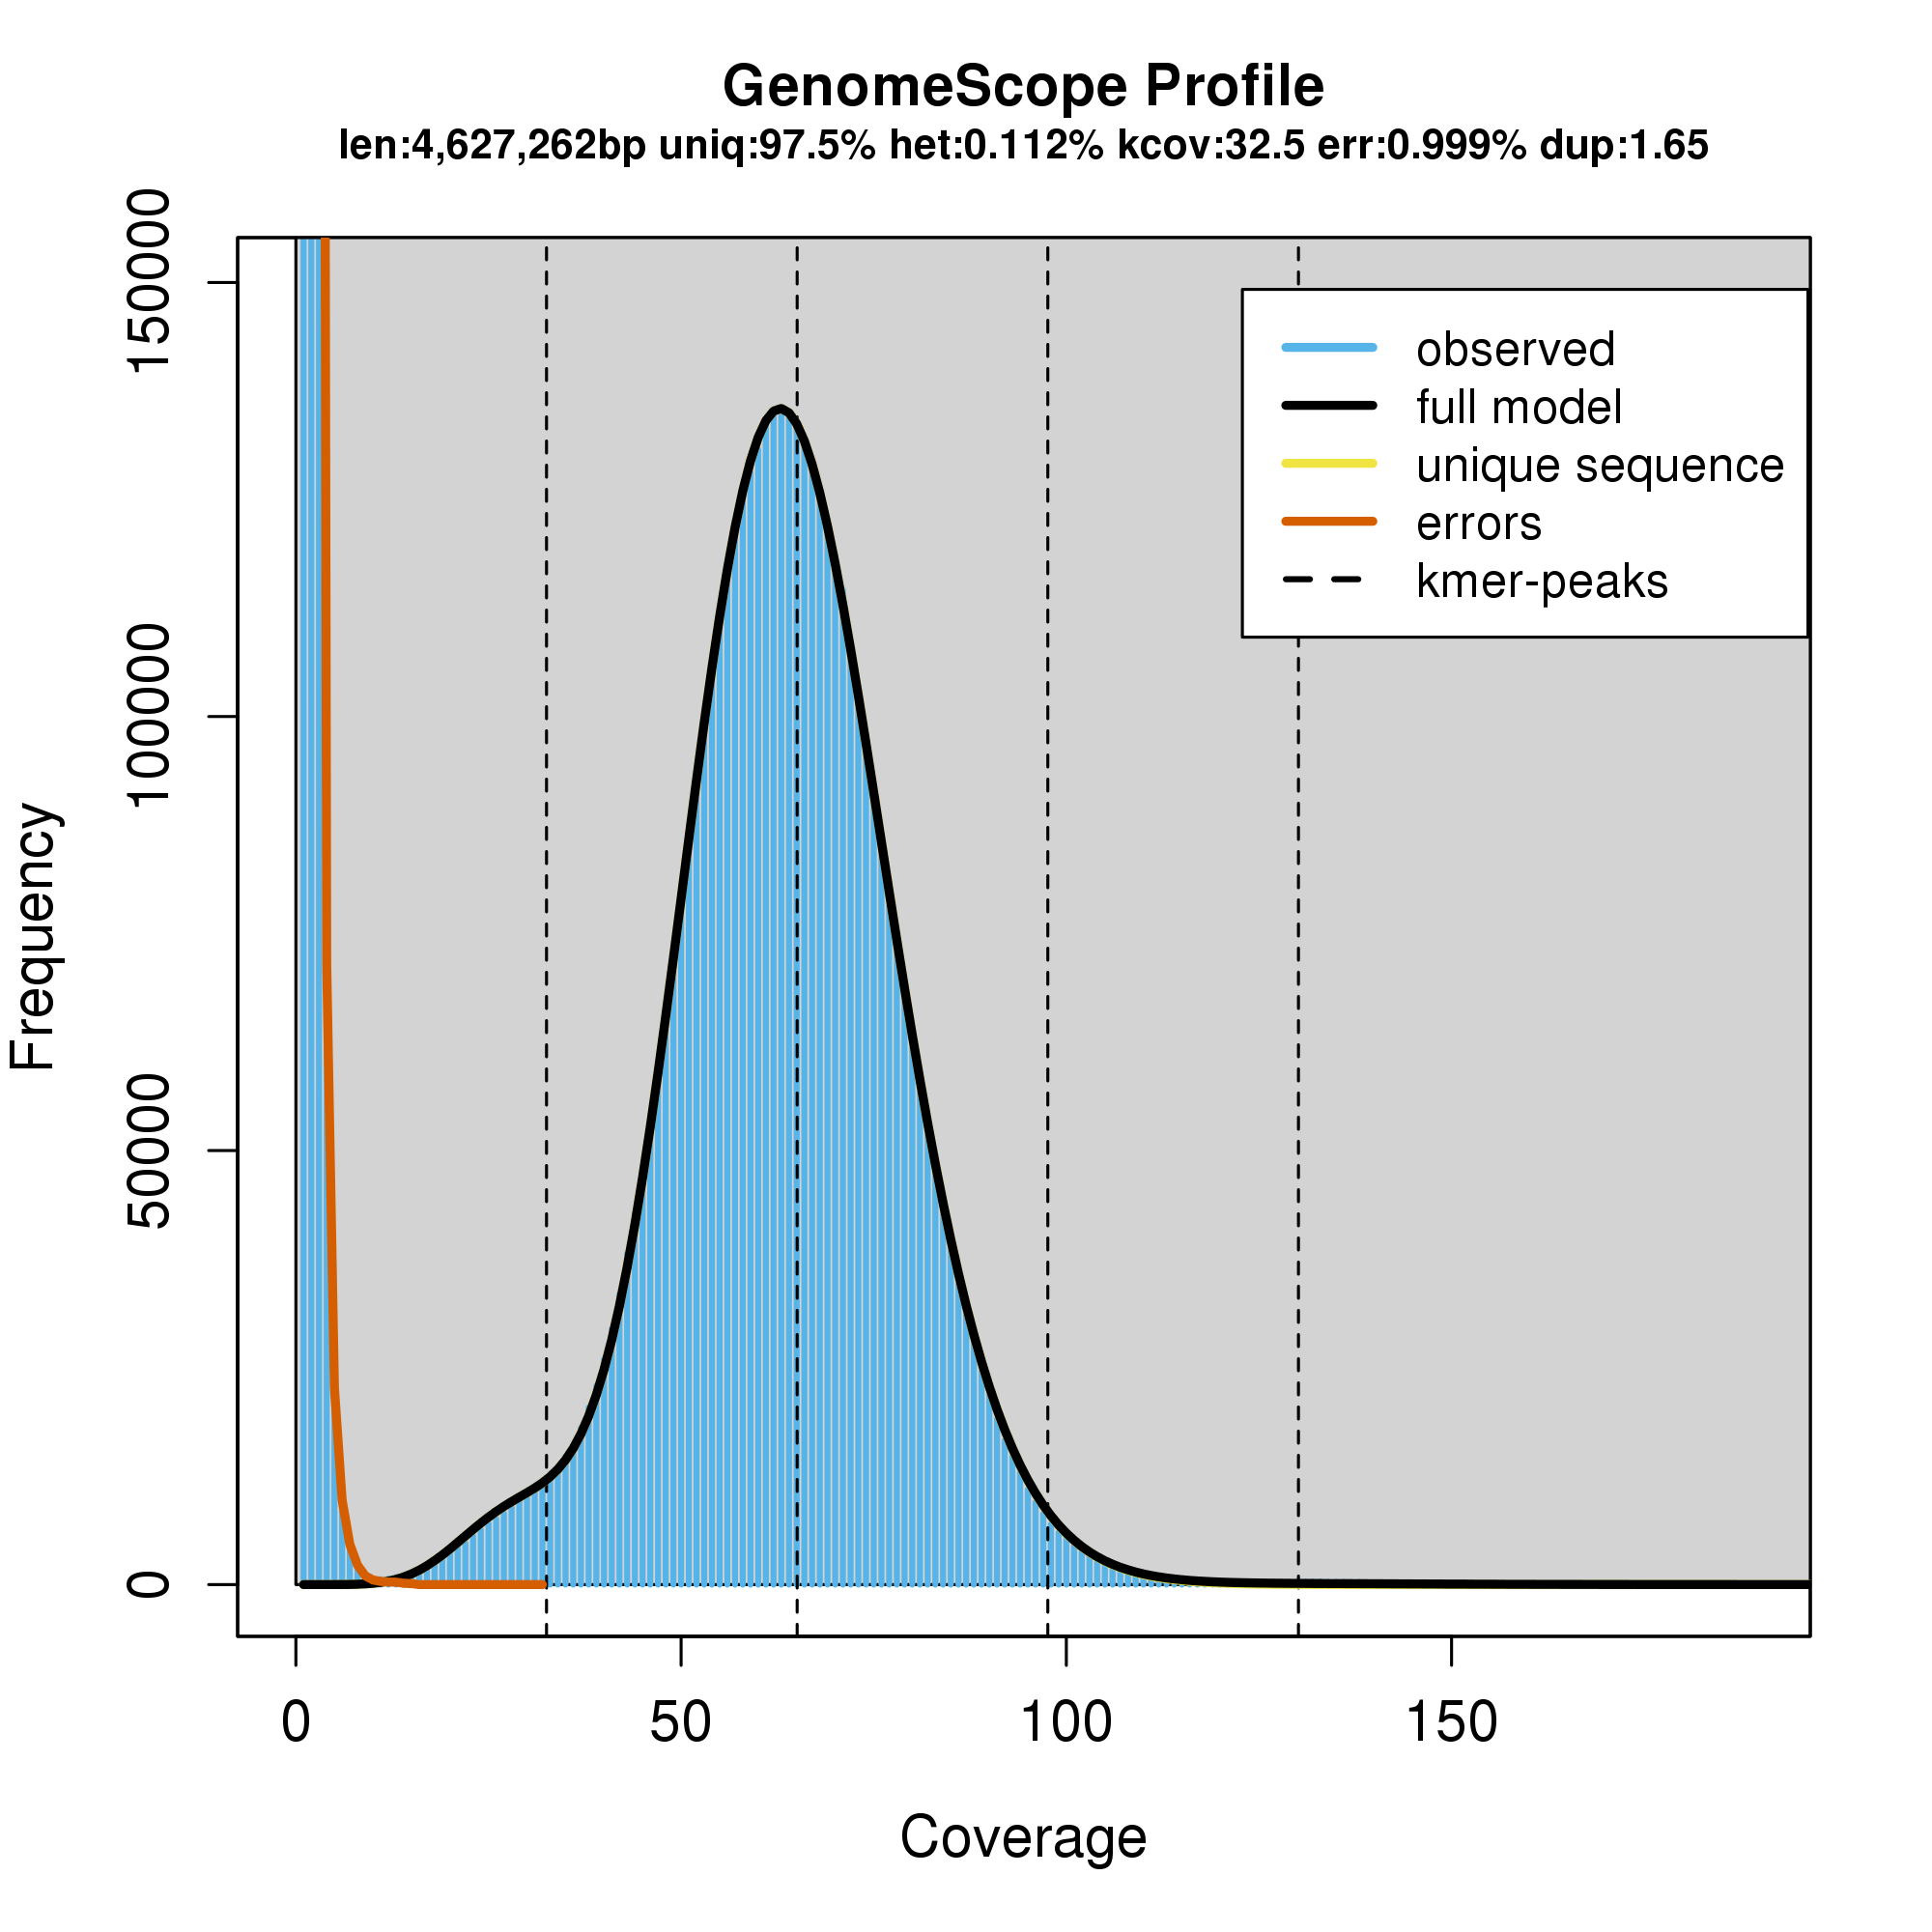 GenomeScope Profile
len:4,627,262bp uniq:97.5% het:0.112% kcov:32.5 err:0.999% dup:1.65
150000
100000
50000
0
Frequency
observed
full model
unique sequence
errors
kmer-peaks
0 50 100 150
Coverage